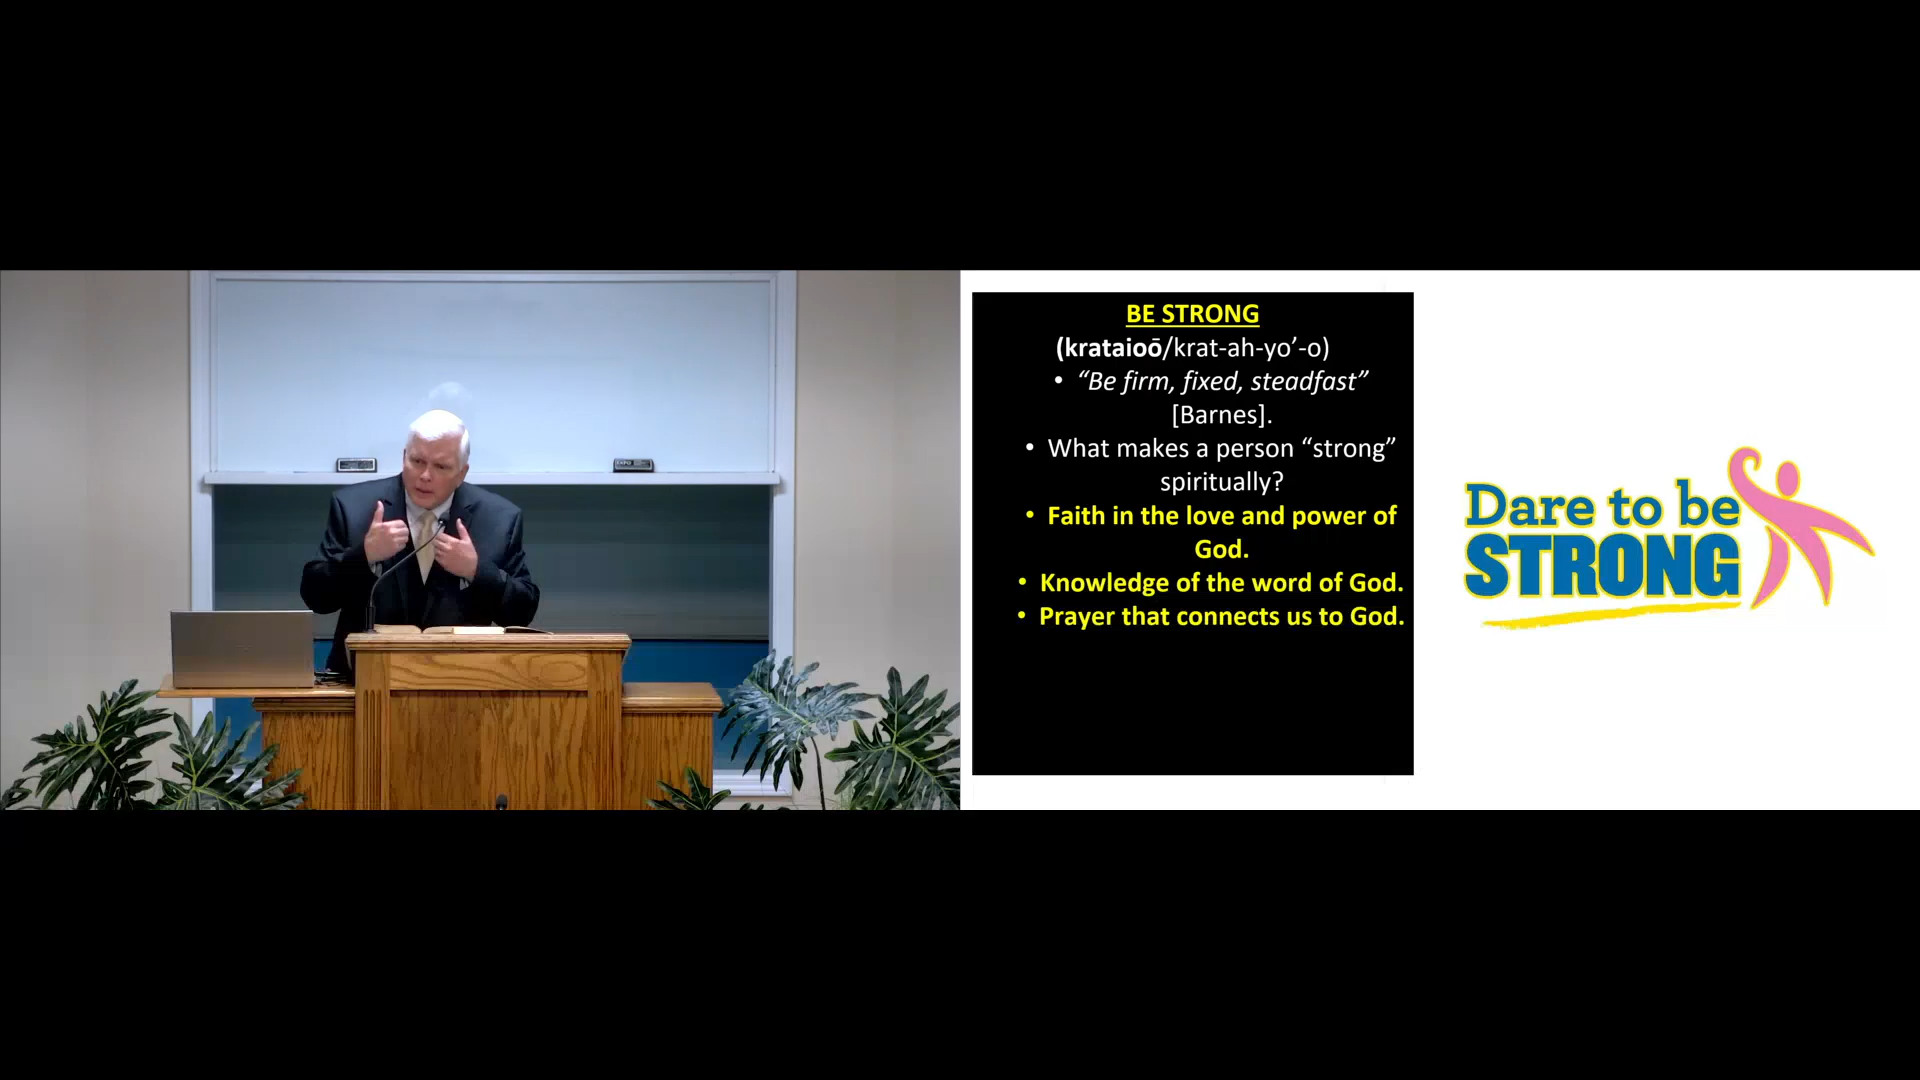 BE STRONG
(krataioō/krat-ah-yo’-o)
• “Be firm, fixed, steadfast”
[Barnes].
• What makes a person “strong”
spiritually?
• Faith in the love and power of
God.
• Knowledge of the word of God.
• Prayer that connects us to God.
Dare to be
STRONG